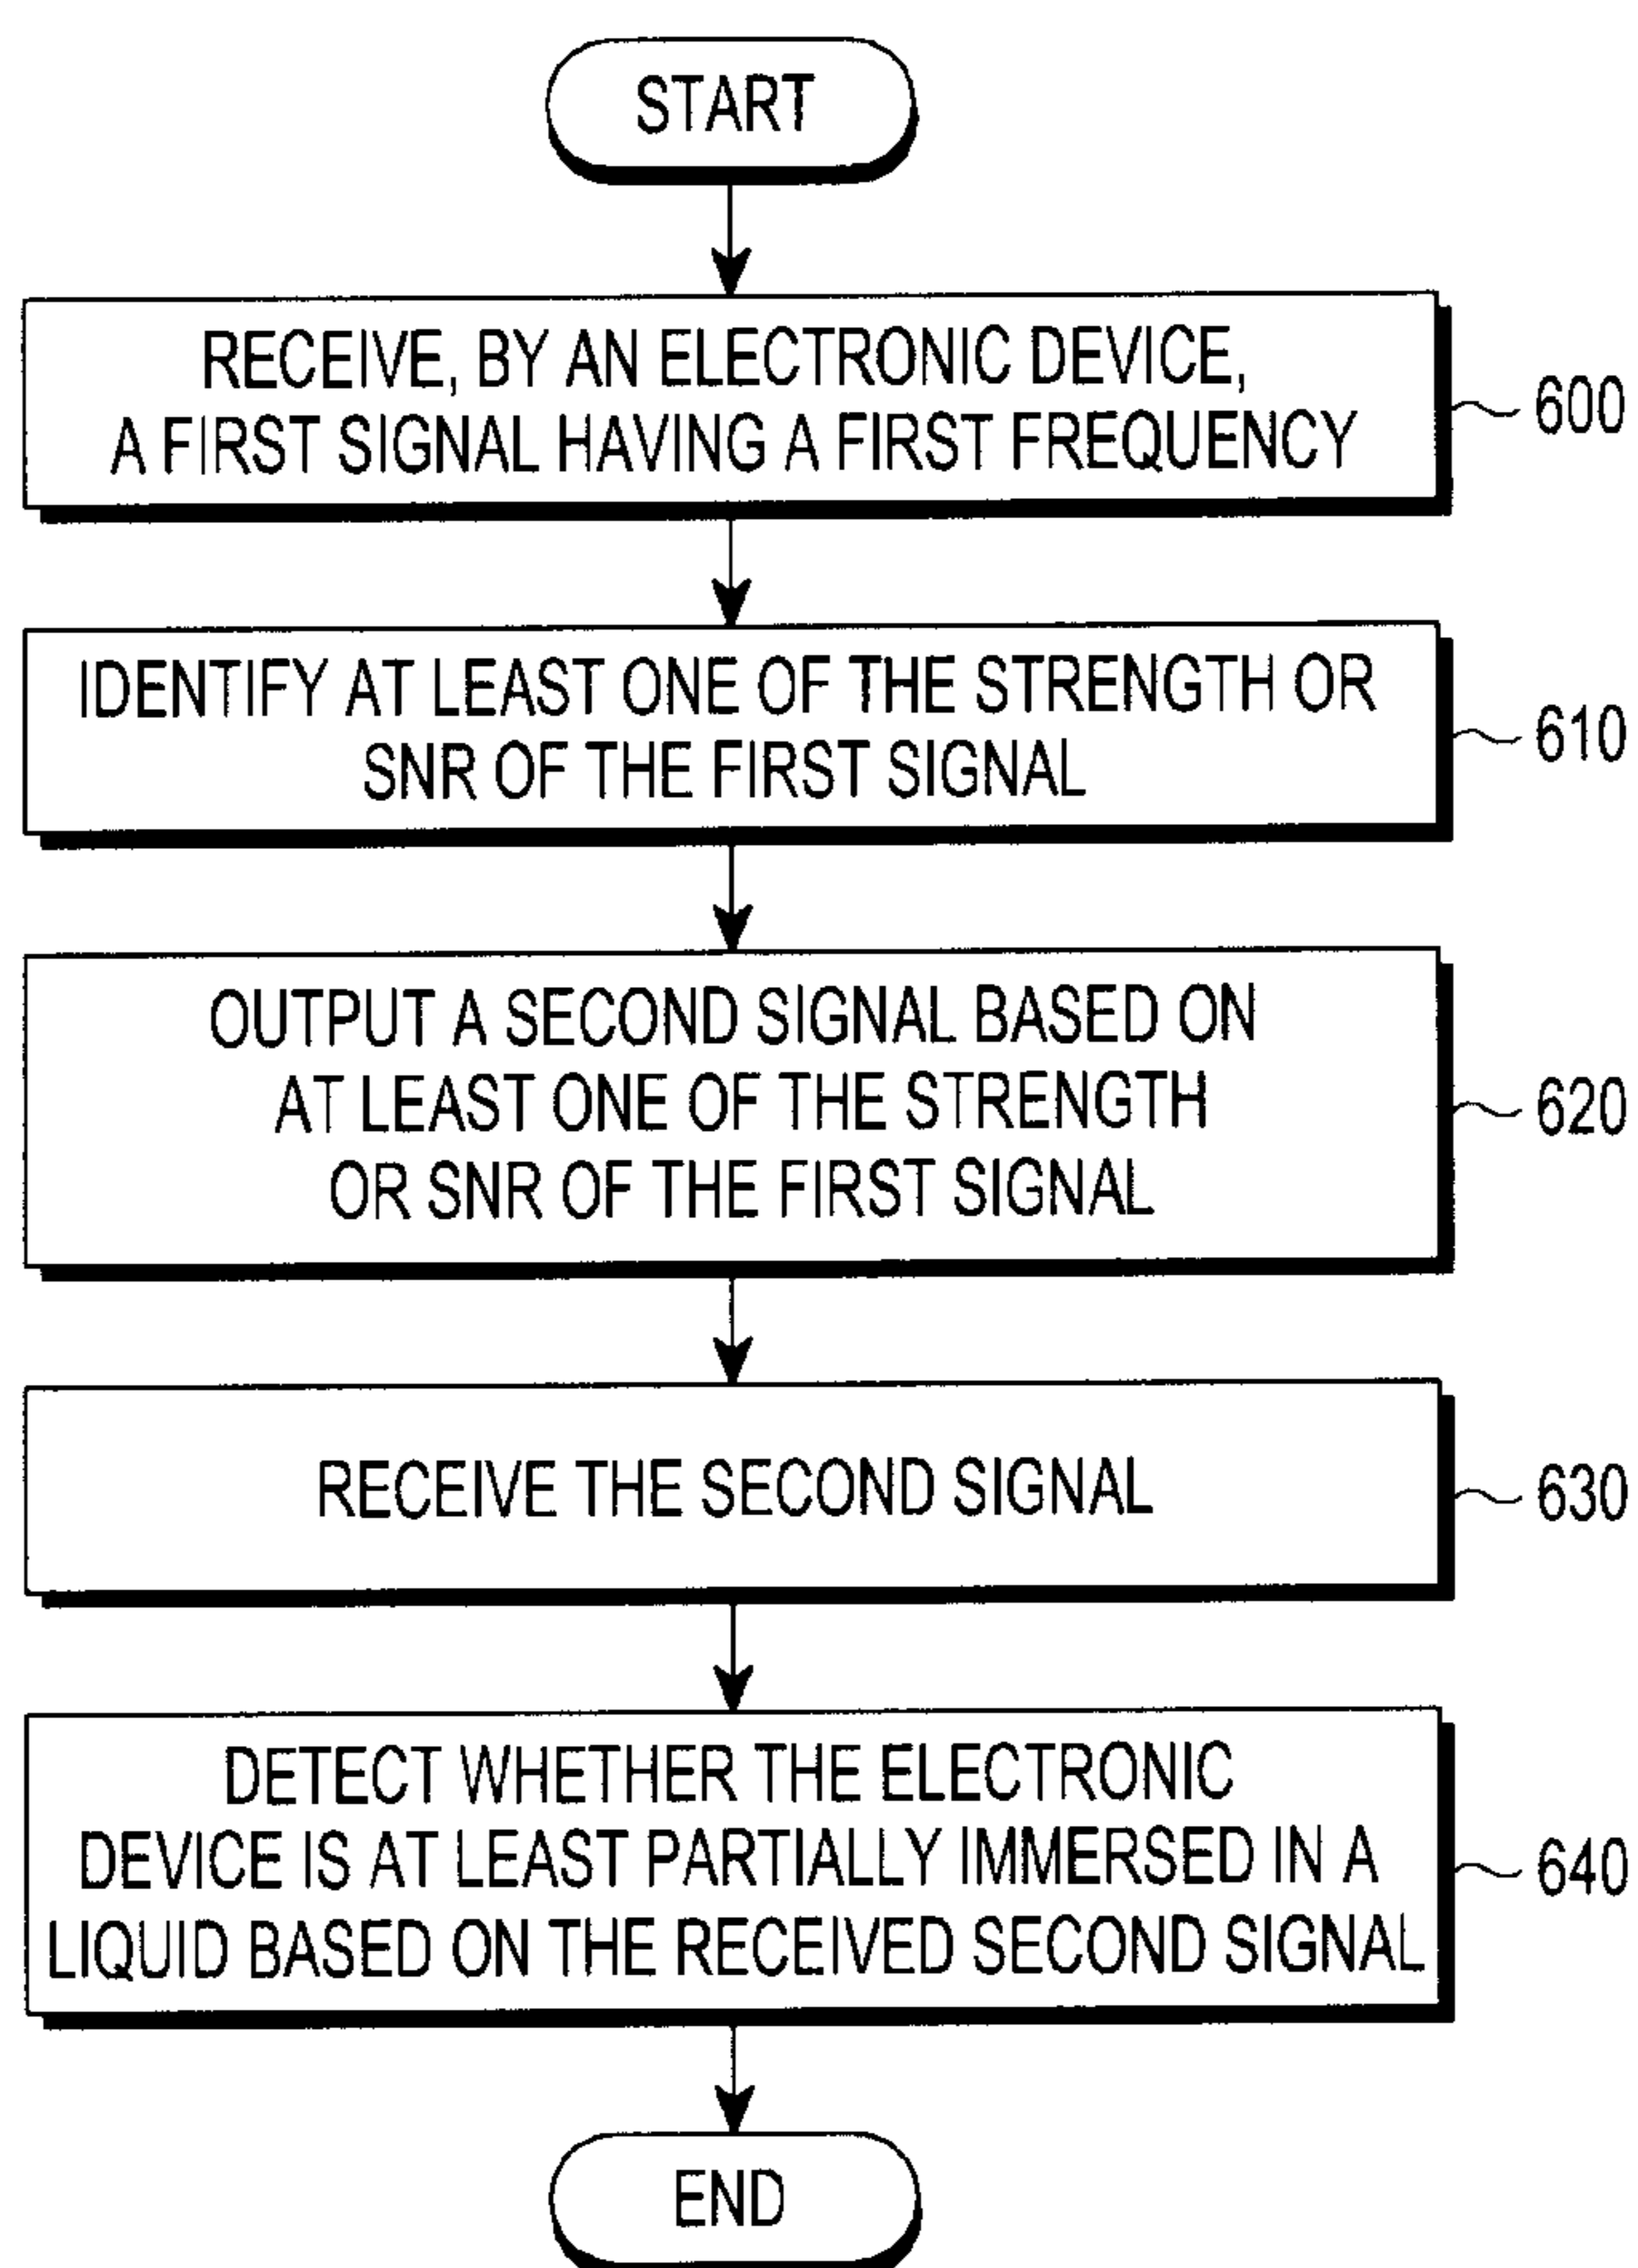 START
RECEIVE, BY AN ELECTRONIC DEVICE,
A FIRST SIGNAL HAVING A FIRST FREQUENCY
600
IDENTIFY AT LEAST ONE OF THE STRENGTH OR
SNR OF THE FIRST SIGNAL
610
OUTPUT A SECOND SIGNAL BASED ON
AT LEAST ONE OF THE STRENGTH
OR SNR OF THE FIRST SIGNAL
620
RECEIVE THE SECOND SIGNAL
630
DETECT WHETHER THE ELECTRONIC
DEVICE IS AT LEAST PARTIALLY IMMERSED IN A
LIQUID BASED ON THE RECEIVED SECOND SIGNAL
640
END